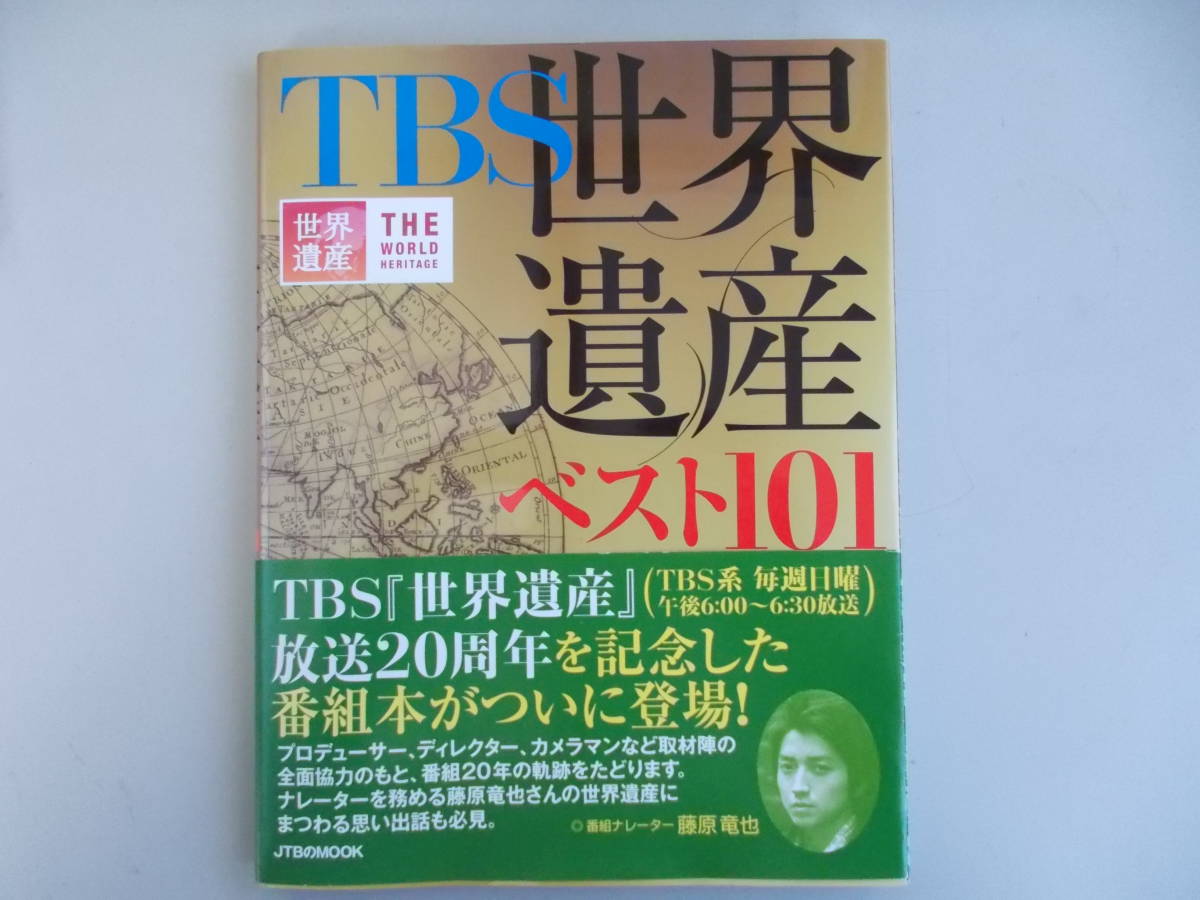 TBS世界
遺産
ベスト101
世界
遺産
THE
WORLD
HERITAGE
ASIE
CHINE
OCEAN
ORIENTAL
TBS『世界遺産』(TBS系 毎週日曜
午後6:00～6:30放送)
放送20周年を記念した
番組本がついに登場!
プロデューサー、ディレクター、カメラマンなど取材陣の
全面協力のもと、番組20年の軌跡をたどります。
ナレーターを務める藤原竜也さんの世界遺産に
まつわる思い出話も必見。
◎番組ナレーター 藤原竜也
JTBのMOOK